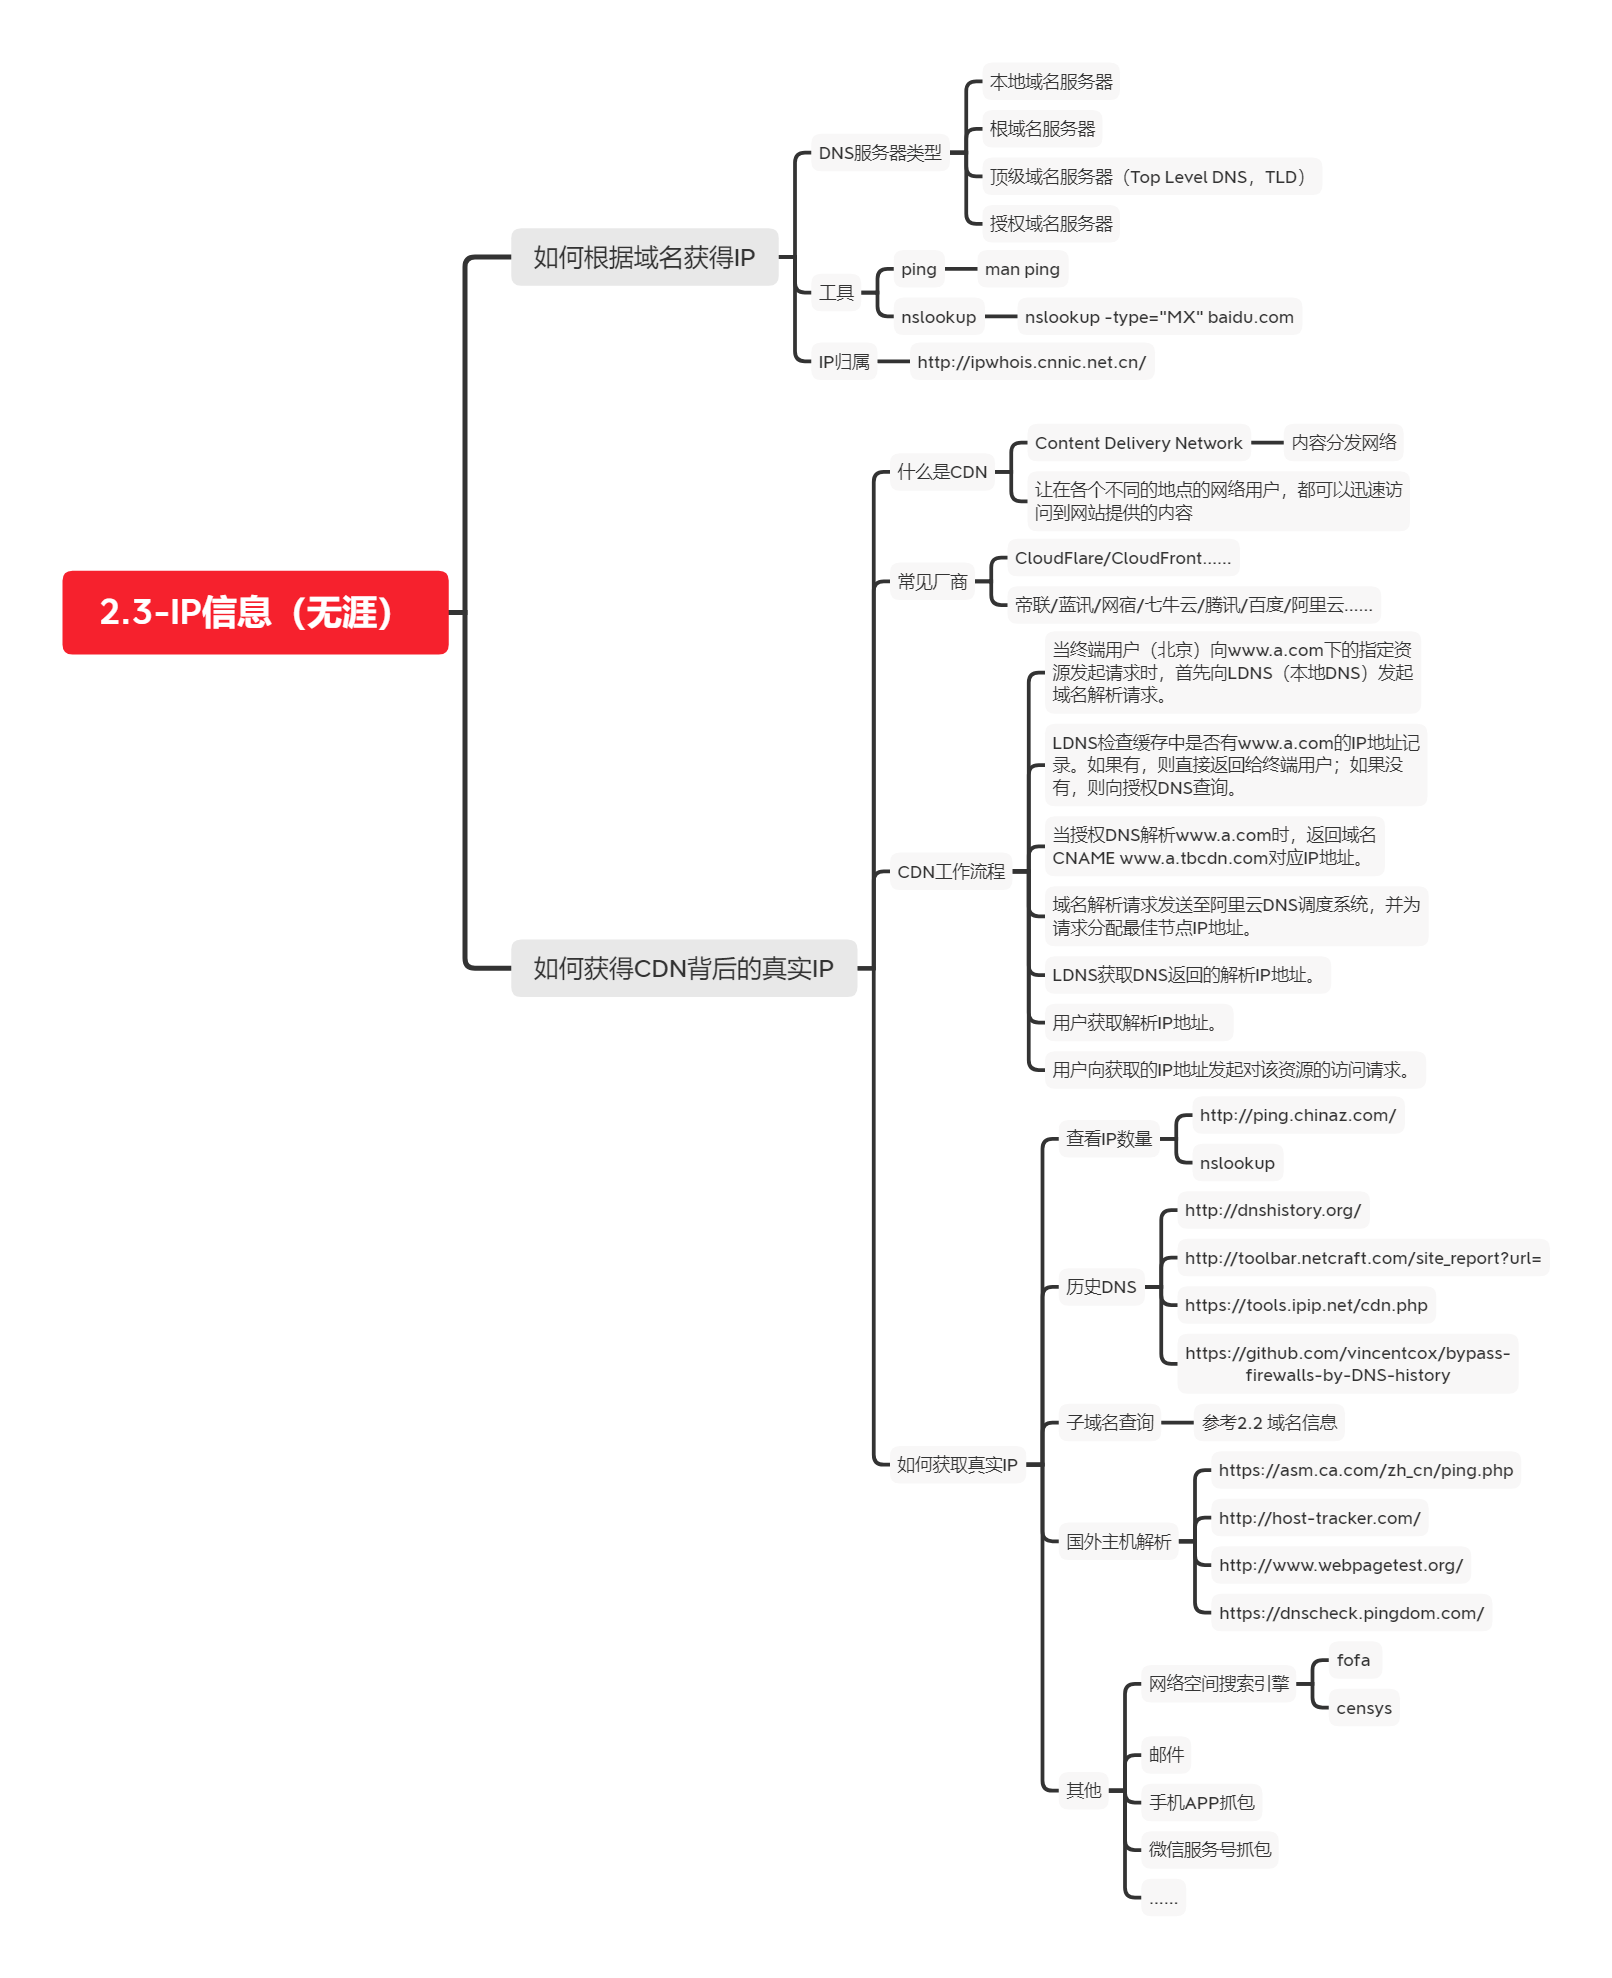 2.3-IP信息（无涯）
如何根据域名获得IP
DNS服务器类型
本地域名服务器
根域名服务器
顶级域名服务器（Top Level DNS，TLD）
授权域名服务器
工具
ping
man ping
nslookup
nslookup -type="MX" baidu.com
IP归属
http://ipwhois.cnnic.net.cn/
如何获得CDN背后的真实IP
什么是CDN
Content Delivery Network
内容分发网络
让在各个不同的地点的网络用户，都可以迅速访
问到网站提供的内容
常见厂商
CloudFlare/CloudFront......
帝联/蓝讯/网宿/七牛云/腾讯/百度/阿里云......
CDN工作流程
当终端用户（北京）向www.a.com下的指定资
源发起请求时，首先向LDNS（本地DNS）发起
域名解析请求。
LDNS检查缓存中是否有www.a.com的IP地址记
录。如果有，则直接返回给终端用户；如果没
有，则向授权DNS查询。
当授权DNS解析www.a.com时，返回域名
CNAME www.a.tbcdn.com对应IP地址。
域名解析请求发送至阿里云DNS调度系统，并为
请求分配最佳节点IP地址。
LDNS获取DNS返回的解析IP地址。
用户获取解析IP地址。
用户向获取的IP地址发起对该资源的访问请求。
如何获取真实IP
查看IP数量
http://ping.chinaz.com/
nslookup
历史DNS
http://dnshistory.org/
http://toolbar.netcraft.com/site_report?url=
https://tools.ipip.net/cdn.php
https://github.com/vincentcox/bypass-
firewalls-by-DNS-history
子域名查询
参考2.2 域名信息
国外主机解析
https://asm.ca.com/zh_cn/ping.php
http://host-tracker.com/
http://www.webpagetest.org/
https://dnscheck.pingdom.com/
其他
网络空间搜索引擎
fofa
censys
邮件
手机APP抓包
微信服务号抓包
......